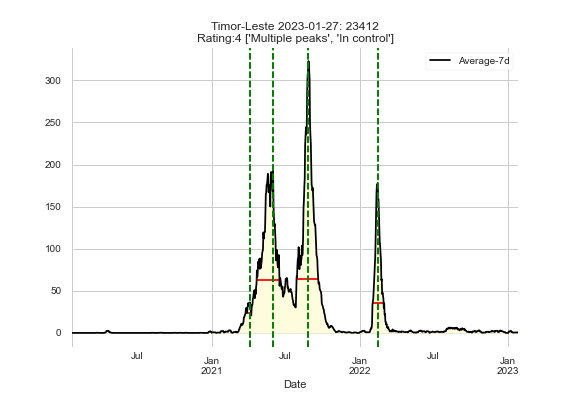 Timor-Leste 2023-01-27: 23412
Rating:4 ['Multiple peaks', 'In control']
Average-7d
300
250
200
150
100
50
0
Jul
Jan
2021
Jul
Jan
2022
Jul
Jan
2023
Date